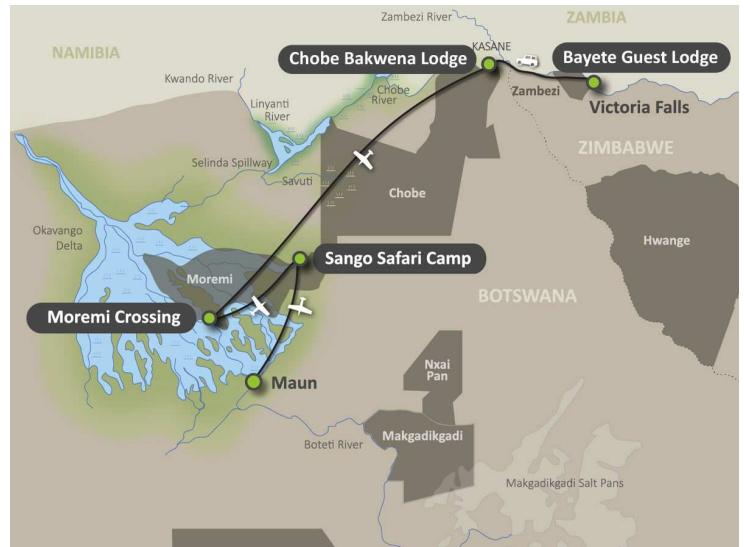 Zambezi River
ZAMBIA
NAMIBIA
KASANE
Chobe Bakwena Lodge
Bayete Guest Lodge
Kwando River
Chobe
River
Zambezi
Linyanti
River
Victoria Falls
ZIMBABWE
Selinda Spillway
Savuti
Chobe
Okavango
Delta
Hwange
Sango Safari Camp
Moremi
BOTSWANA
Moremi Crossing
Nxai
Pan
Maun
Makgadikgadi
Boteti River
Makgadikgadi Salt Pans